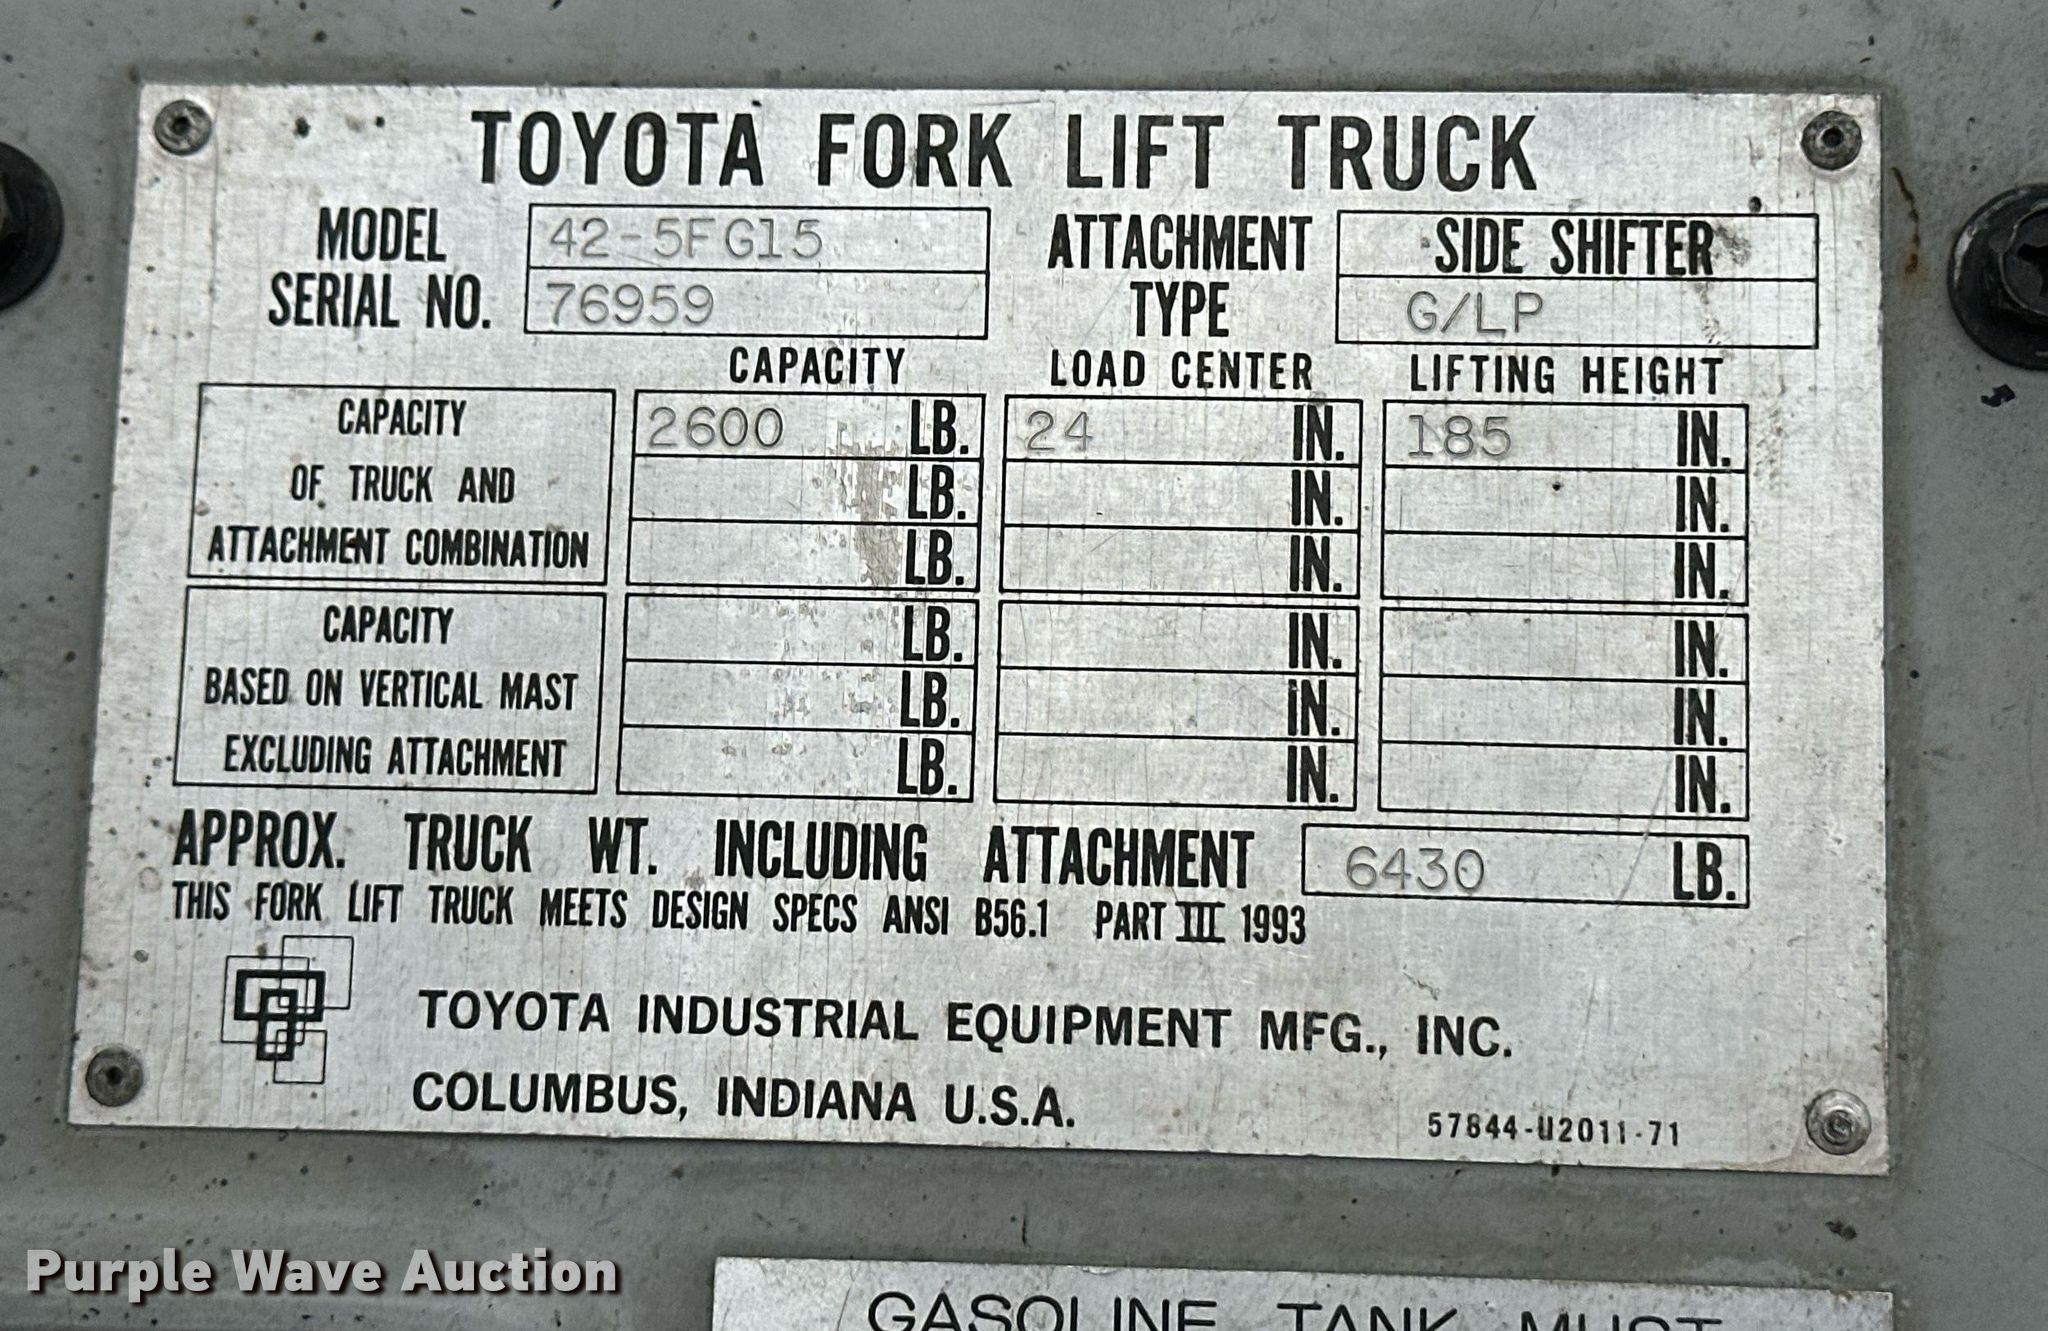 TOYOTA FORK LIFT TRUCK
MODEL 42-5FG15 ATTACHMENT SIDE SHIFTER
SERIAL NO. 76959 TYPE G/LP
CAPACITY LOAD CENTER LIFTING HEIGHT
CAPACITY 2600 LB. 24 IN. 185 IN.
OF TRUCK AND LB. IN. IN.
ATTACHMENT COMBINATION LB. IN. IN.
CAPACITY LB. IN. IN.
BASED ON VERTICAL MAST LB. IN. IN.
EXCLUDING ATTACHMENT LB. IN. IN.
APPROX. TRUCK WT. INCLUDING ATTACHMENT 6430 LB.
THIS FORK LIFT TRUCK MEETS DESIGN SPECS ANSI B56.1 PART III 1993
TOYOTA INDUSTRIAL EQUIPMENT MFG., INC.
COLUMBUS, INDIANA U.S.A.
57844-U2011-71
Purple Wave Auction
GASOLINE TANK MUST